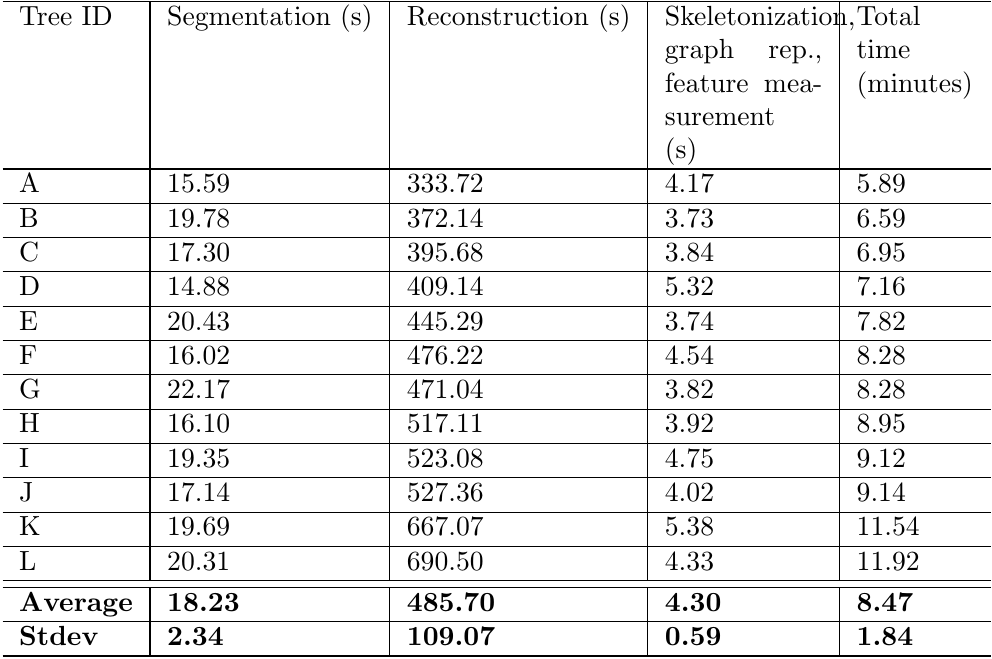 Tree ID Segmentation (s) Reconstruction (s) Skeletonization, Total
graph rep., time
feature mea- (minutes)
surement
(s)
A 15.59 333.72 4.17 5.89
B 19.78 372.14 3.73 6.59
C 17.30 395.68 3.84 6.95
D 14.88 409.14 5.32 7.16
E 20.43 445.29 3.74 7.82
F 16.02 476.22 4.54 8.28
G 22.17 471.04 3.82 8.28
H 16.10 517.11 3.92 8.95
I 19.35 523.08 4.75 9.12
J 17.14 527.36 4.02 9.14
K 19.69 667.07 5.38 11.54
L 20.31 690.50 4.33 11.92
Average 18.23 485.70 4.30 8.47
Stdev 2.34 109.07 0.59 1.84